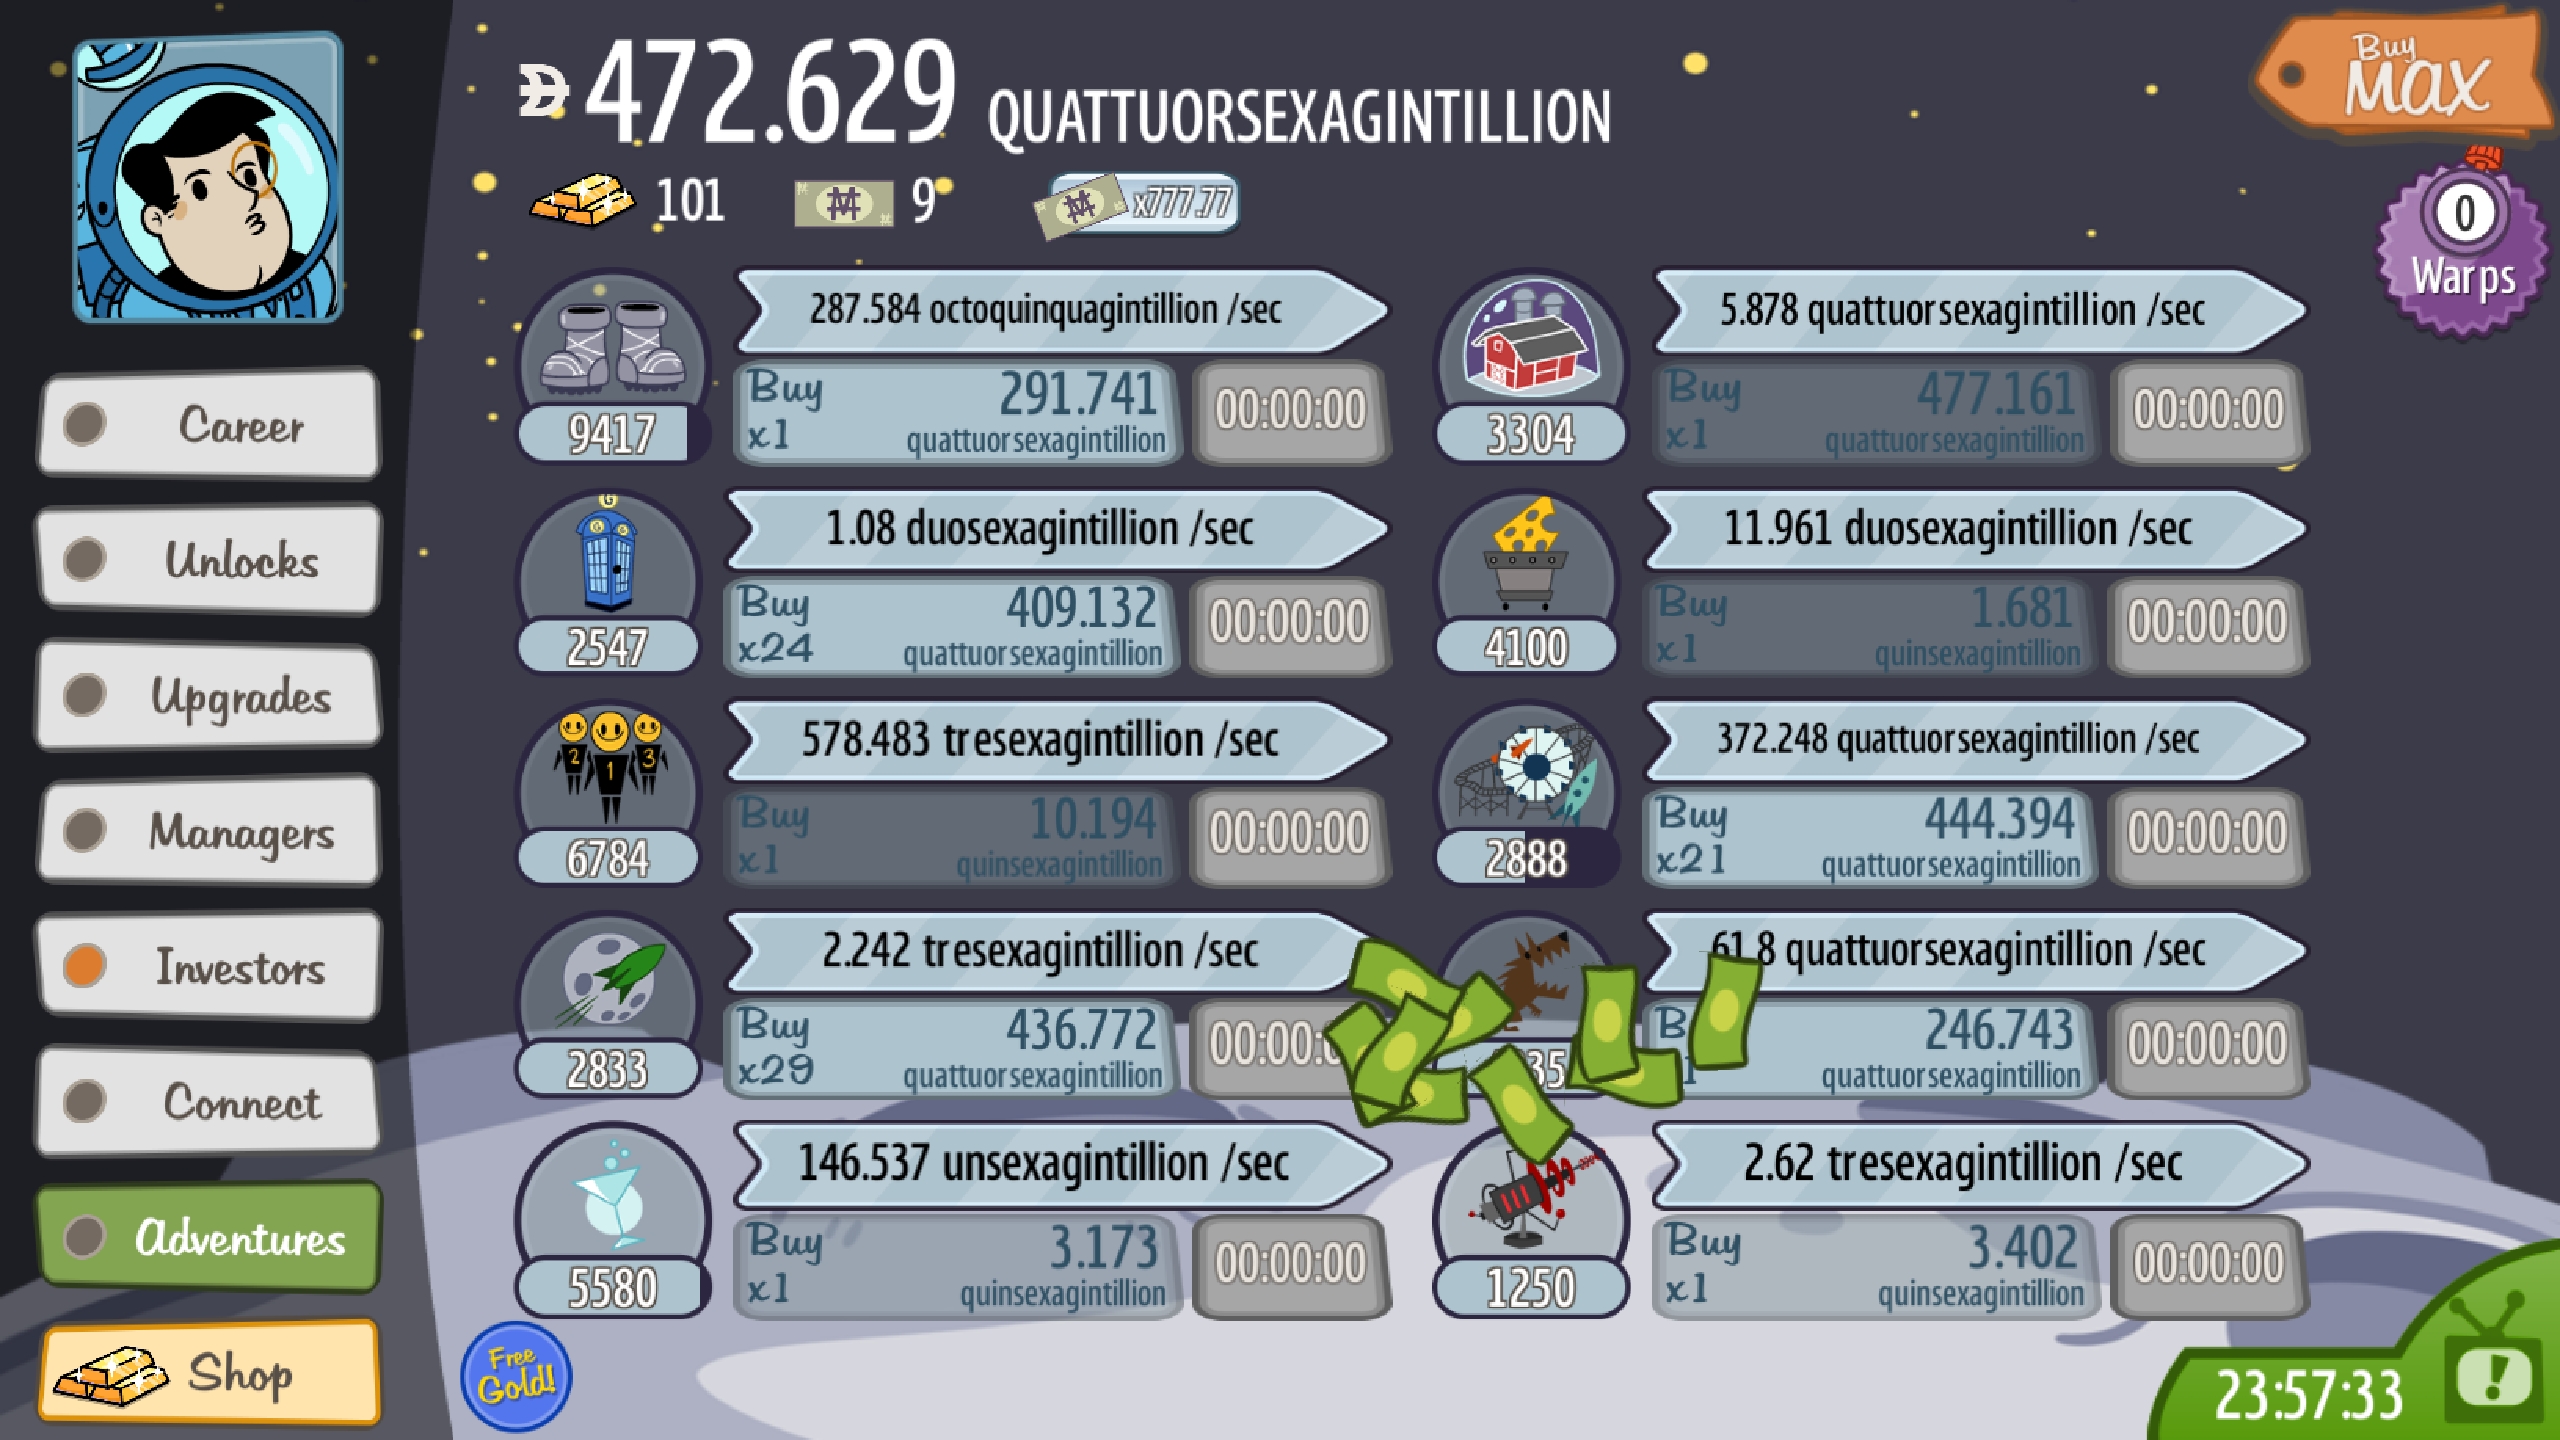 472.629 QUATTUORSEXAGINTILLION
Buy
MAX
101 9 x777.77
0
Warps
Career
Unlocks
Upgrades
Managers
Investors
Connect
Adventures
Shop
287.584 octoquinquagintillion /sec
9417
Buy 291.741
x1 quattuorsexagintillion
00:00:00
5.878 quattuorsexagintillion /sec
3304
Buy 477.161
x1 quattuorsexagintillion
00:00:00
1.08 duosexagintillion /sec
2547
Buy 409.132
x24 quattuorsexagintillion
00:00:00
11.961 duosexagintillion /sec
4100
Buy 1.681
x1 quinsexagintillion
00:00:00
2 1 3
578.483 tresexagintillion /sec
6784
Buy 10.194
x1 quinsexagintillion
00:00:00
372.248 quattuorsexagintillion /sec
2888
Buy 444.394
x21 quattuorsexagintillion
00:00:00
2.242 tresexagintillion /sec
2833
Buy 436.772
x29 quattuorsexagintillion
61.8 quattuorsexagintillion /sec
246.743
quattuorsexagintillion
00:00:00
146.537 unsexagintillion /sec
5580
Buy 3.173
x1 quinsexagintillion
00:00:00
2.62 tresexagintillion /sec
1250
Buy 3.402
x1 quinsexagintillion
00:00:00
Free
Gold!
23:57:33